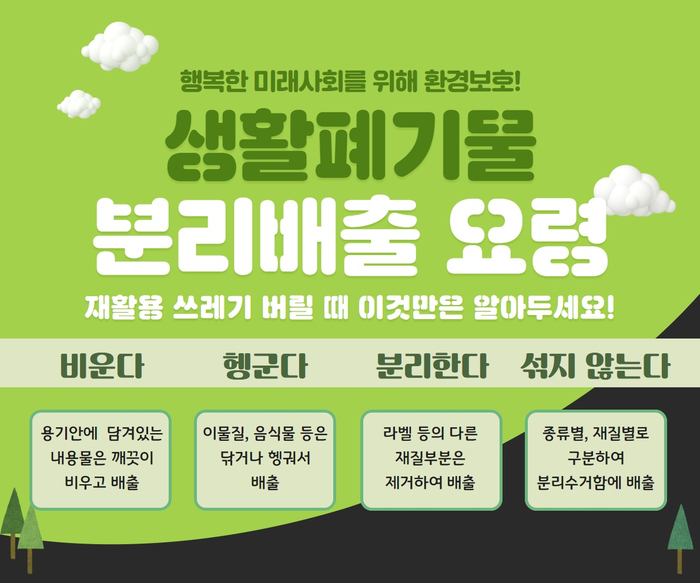 행복한 미래사회를 위해 환경보호!
생활폐기물
분리배출 요령
재활용 쓰레기 버릴 때 이것만은 알아두세요!
비운다
헹군다
분리한다
섞지 않는다
용기안에 담겨있는
내용물은 깨끗이
비우고 배출
이물질, 음식물 등은
닦거나 헹궈서
배출
라벨 등의 다른
재질부분은
제거하여 배출
종류별, 재질별로
구분하여
분리수거함에 배출